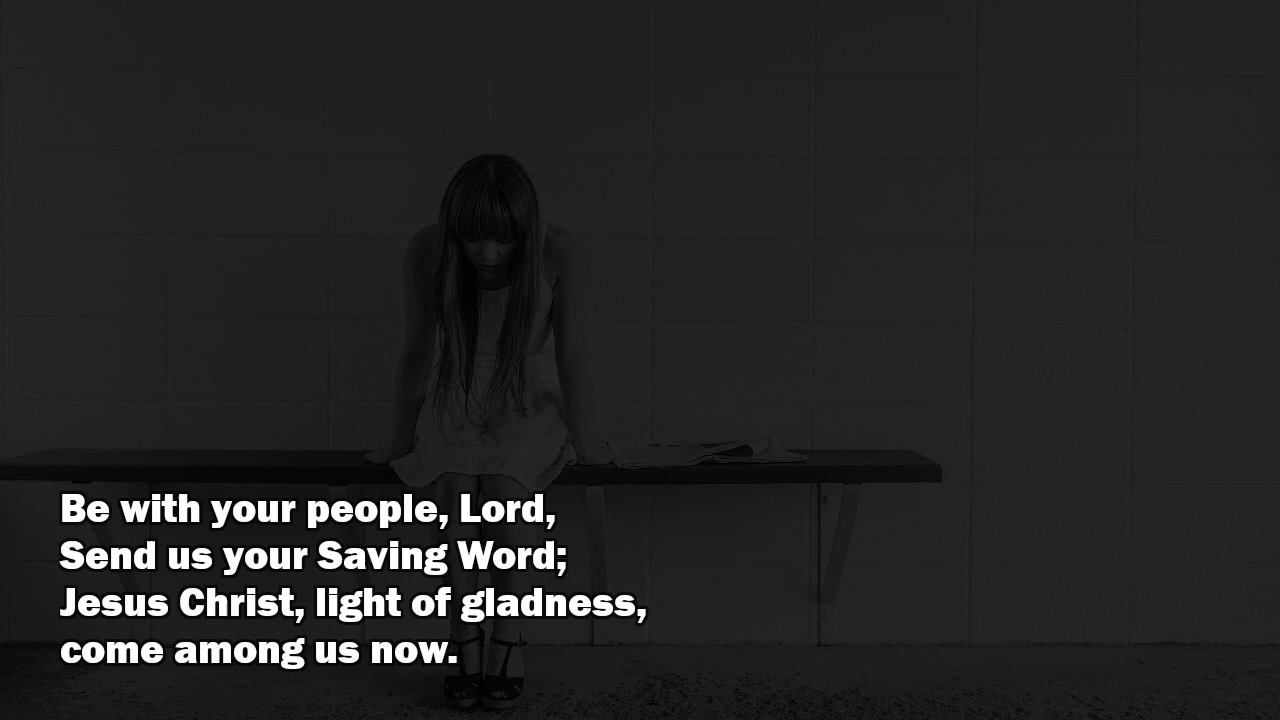 Be with your people, Lord,
Send us your Saving Word;
Jesus Christ, light of gladness,
come among us now.